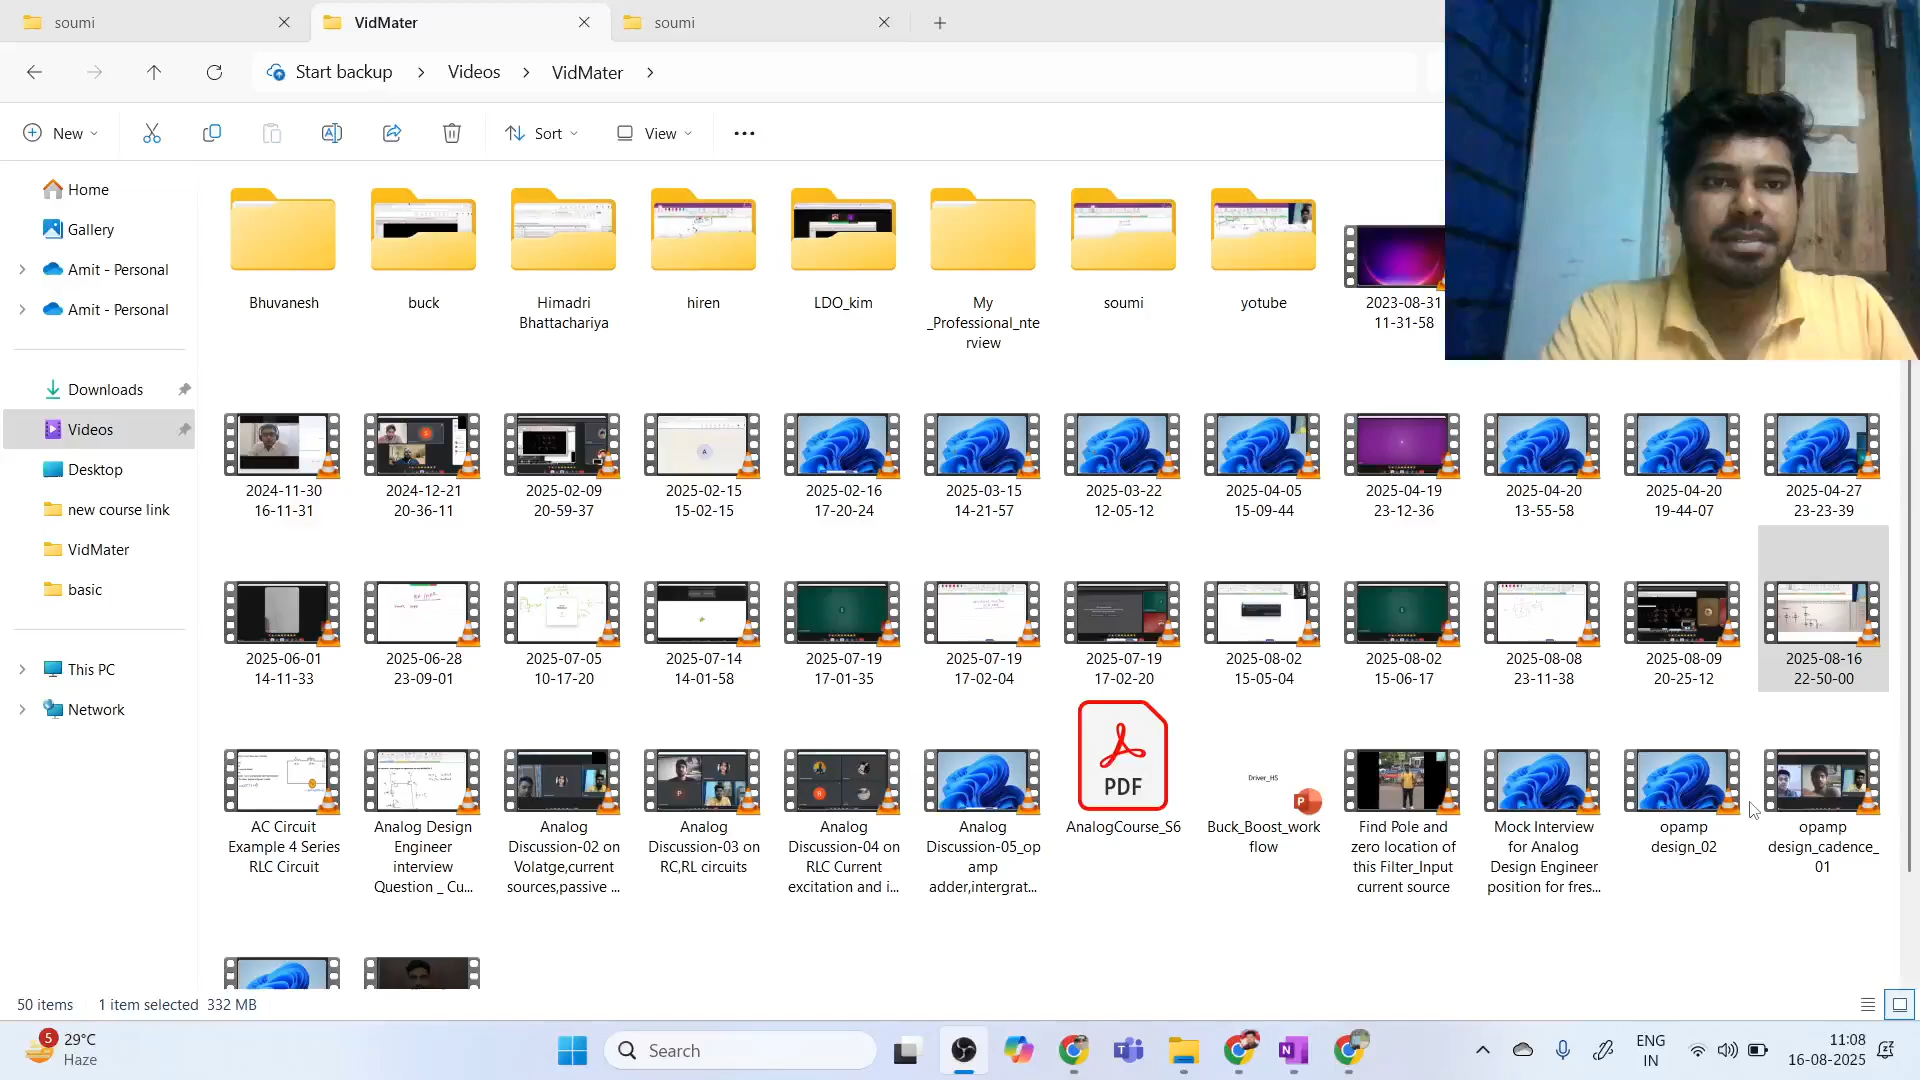 soumi
VidMater
soumi
Start backup
Videos
VidMater
New
Sort
View
Home
Gallery
Amit - Personal
Amit - Personal
Downloads
Videos
Desktop
new course link
VidMater
basic
This PC
Network
Bhuvanesh
buck
Himadri
Bhattachariya
hiren
LDO_kim
My
_Professional_nte
rview
soumi
yotube
2023-08-31
11-31-58
2024-11-30
16-11-31
2024-12-21
20-36-11
2025-02-09
20-59-37
2025-02-15
15-02-15
2025-02-16
17-20-24
2025-03-15
14-21-57
2025-03-22
12-05-12
2025-04-05
15-09-44
2025-04-19
23-12-36
2025-04-20
13-55-58
2025-04-20
19-44-07
2025-04-27
23-23-39
2025-06-01
14-11-33
2025-06-28
23-09-01
2025-07-05
10-17-20
2025-07-14
14-01-58
2025-07-19
17-01-35
2025-07-19
17-02-04
2025-07-19
17-02-20
2025-08-02
15-05-04
2025-08-02
15-06-17
2025-08-08
23-11-38
2025-08-09
20-25-12
2025-08-16
22-50-00
AC Circuit
Example 4 Series
RLC Circuit
Analog Design
Engineer
interview
Question _ Cu...
Analog
Discussion-02 on
Volatge,current
sources,passive ...
Analog
Discussion-03 on
RC,RL circuits
Analog
Discussion-04 on
RLC Current
excitation and i...
Analog
Discussion-05_op
amp
adder,intergrat...
PDF
AnalogCourse_S6
Driver_HS
Buck_Boost_work
flow
Find Pole and
zero location of
this Filter_Input
current source
Mock Interview
for Analog
Design Engineer
position for fres...
opamp
design_02
opamp
design_cadence_
01
50 items
1 item selected 332 MB
5
29°C
Haze
Search
ENG
IN
11:08
16-08-2025